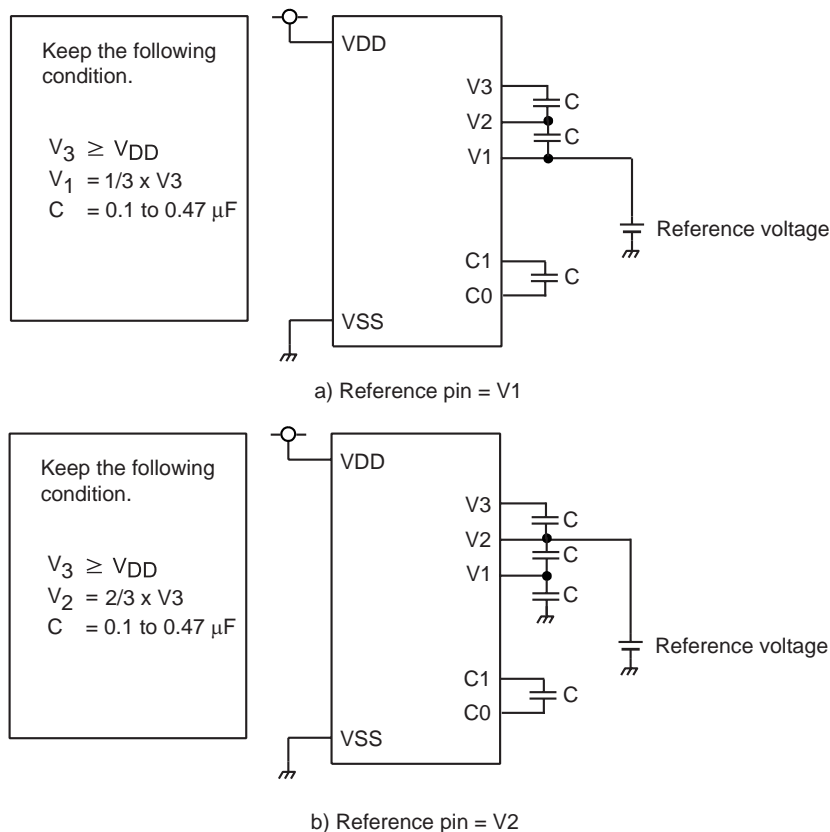 Keep the following
condition.
V3 ≥ VDD
V1 = 1/3 x V3
C = 0.1 to 0.47 μF
VDD
V3
C
V2
C
V1
Reference voltage
C1
C
C0
VSS
a) Reference pin = V1
Keep the following
condition.
V3 ≥ VDD
V2 = 2/3 x V3
C = 0.1 to 0.47 μF
VDD
V3
C
V2
C
V1
C
Reference voltage
C1
C
C0
VSS
b) Reference pin = V2